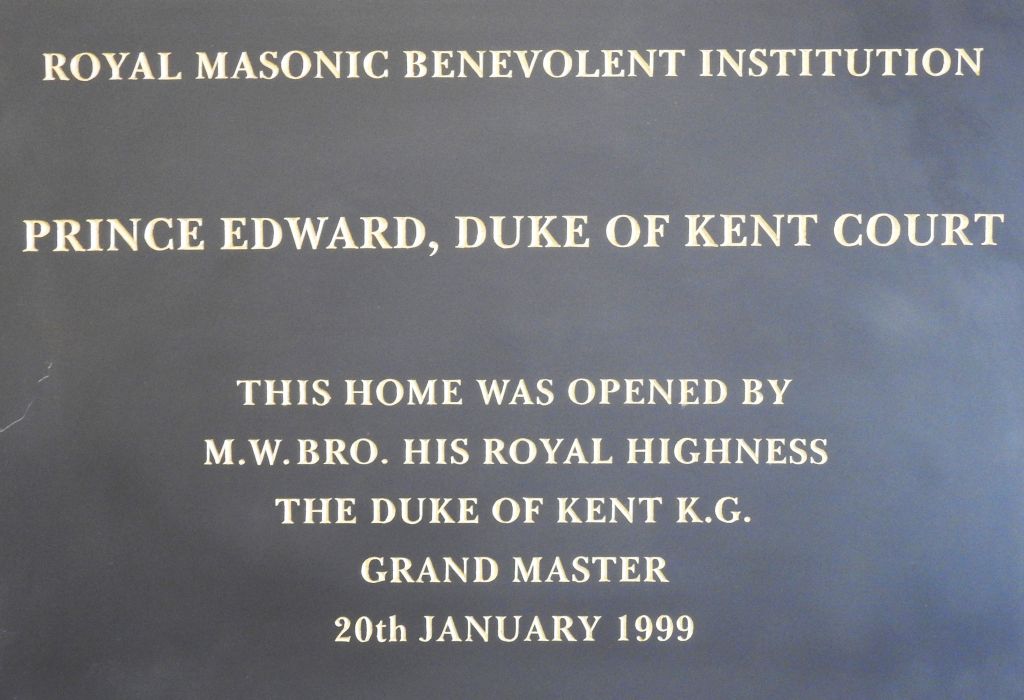 ROYAL MASONIC BENEVOLENT INSTITUTION
PRINCE EDWARD, DUKE OF KENT COURT
THIS HOME WAS OPENED BY
M.W.BRO. HIS ROYAL HIGHNESS
THE DUKE OF KENT K.G.
GRAND MASTER
20th JANUARY 1999